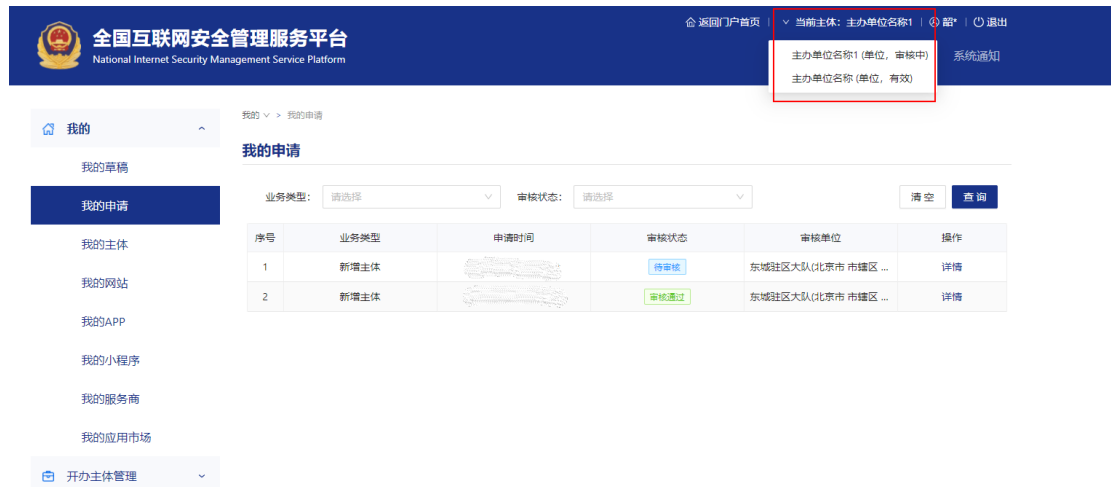 返回门户首页 | 当前主体：主办单位名称1 | 韶* | 退出
全国互联网安全管理服务平台
National Internet Security Management Service Platform
主办单位名称1 (单位，审核中)
主办单位名称 (单位，有效)
系统通知
我的
我的草稿
我的申请
我的主体
我的网站
我的APP
我的小程序
我的服务商
我的应用市场
开办主体管理
我的 > 我的申请
我的申请
业务类型： 请选择 审核状态： 请选择 清空 查询
序号 业务类型 申请时间 审核状态 审核单位 操作
1 新增主体 待审核 东城驻区大队(北京市 市辖区 ... 详情
2 新增主体 审核通过 东城驻区大队(北京市 市辖区 ... 详情